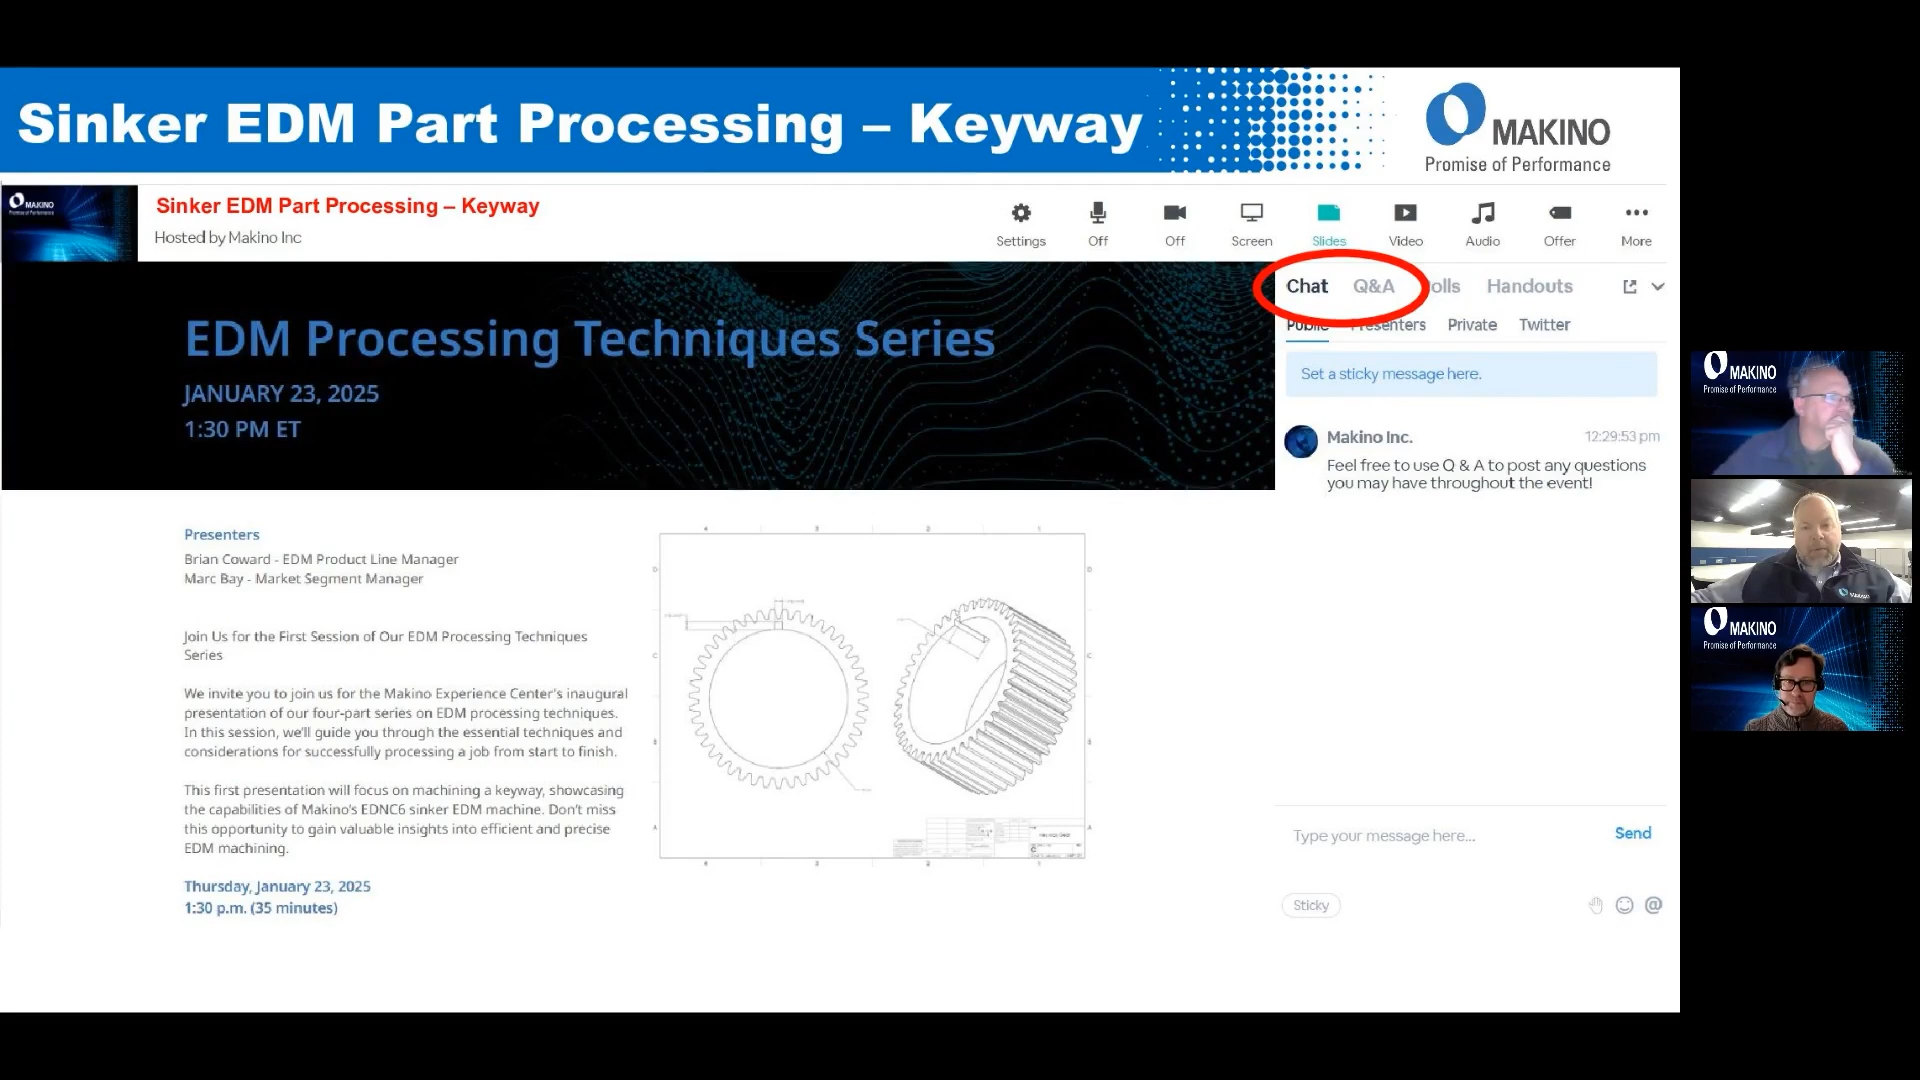 Sinker EDM Part Processing – Keyway
MAKINO
Promise of Performance
MAKINO
Promise of Performance
Sinker EDM Part Processing – Keyway
Hosted by Makino Inc
Settings
Off
Off
Screen
Slides
Video
Audio
Offer
More
EDM Processing Techniques Series
JANUARY 23, 2025
1:30 PM ET
Chat Q&A olls Handouts
Public resenters Private Twitter
Set a sticky message here.
Makino Inc. 12:29:53 pm
Feel free to use Q & A to post any questions
you may have throughout the event!
Presenters
Brian Coward - EDM Product Line Manager
Marc Bay - Market Segment Manager
Join Us for the First Session of Our EDM Processing Techniques
Series
We invite you to join us for the Makino Experience Center's inaugural
presentation of our four-part series on EDM processing techniques.
In this session, we'll guide you through the essential techniques and
considerations for successfully processing a job from start to finish.
This first presentation will focus on machining a keyway, showcasing
the capabilities of Makino's EDNC6 sinker EDM machine. Don't miss
this opportunity to gain valuable insights into efficient and precise
EDM machining.
Thursday, January 23, 2025
1:30 p.m. (35 minutes)
Type your message here...
Send
Sticky
@
MAKINO
Promise of Performance
MAKINO
Promise of Performance